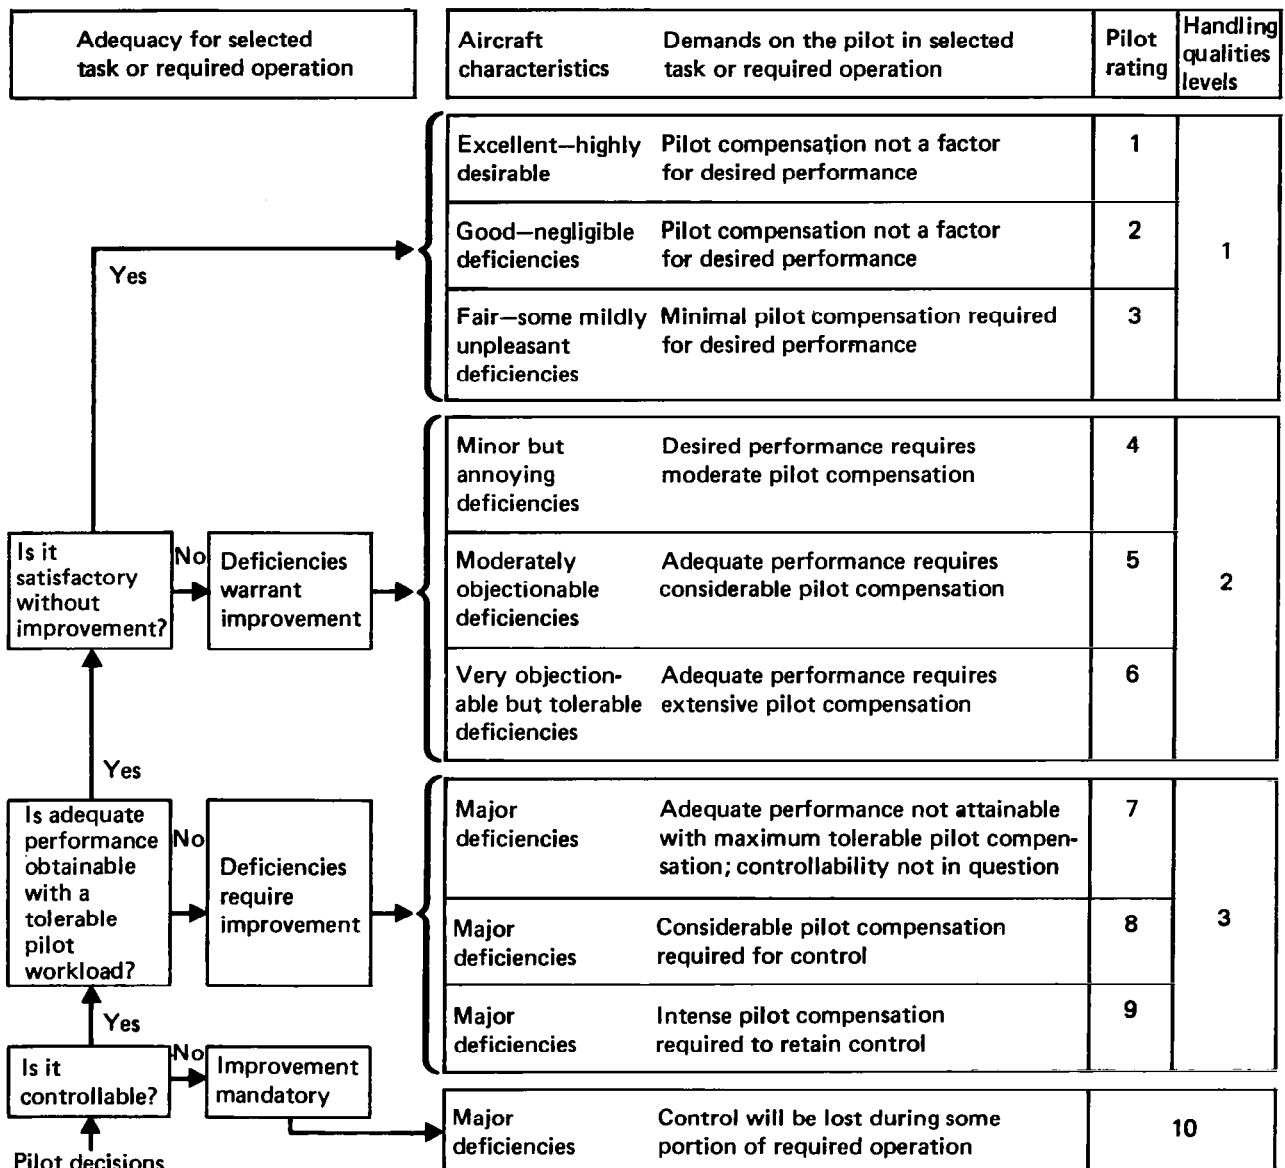 Adequacy for selected
task or required operation
Aircraft
characteristics
Demands on the pilot in selected
task or required operation
Pilot
rating
Handling
qualities
levels
Excellent—highly
desirable
Pilot compensation not a factor
for desired performance
1
Good—negligible
deficiencies
Pilot compensation not a factor
for desired performance
2
Fair—some mildly
unpleasant
deficiencies
Minimal pilot compensation required
for desired performance
3
1
Yes
Minor but
annoying
deficiencies
Desired performance requires
moderate pilot compensation
4
Is it
satisfactory
without
improvement?
No
Deficiencies
warrant
improvement
Moderately
objectionable
deficiencies
Adequate performance requires
considerable pilot compensation
5
Very objection-
able but tolerable
deficiencies
Adequate performance requires
extensive pilot compensation
6
2
Yes
Is adequate
performance
obtainable
with a
tolerable
pilot
workload?
No
Deficiencies
require
improvement
Major
deficiencies
Adequate performance not attainable
with maximum tolerable pilot compen-
sation; controllability not in question
7
Major
deficiencies
Considerable pilot compensation
required for control
8
Major
deficiencies
Intense pilot compensation
required to retain control
9
3
Yes
Is it
controllable?
No
Improvement
mandatory
Major
deficiencies
Control will be lost during some
portion of required operation
10
Pilot decisions